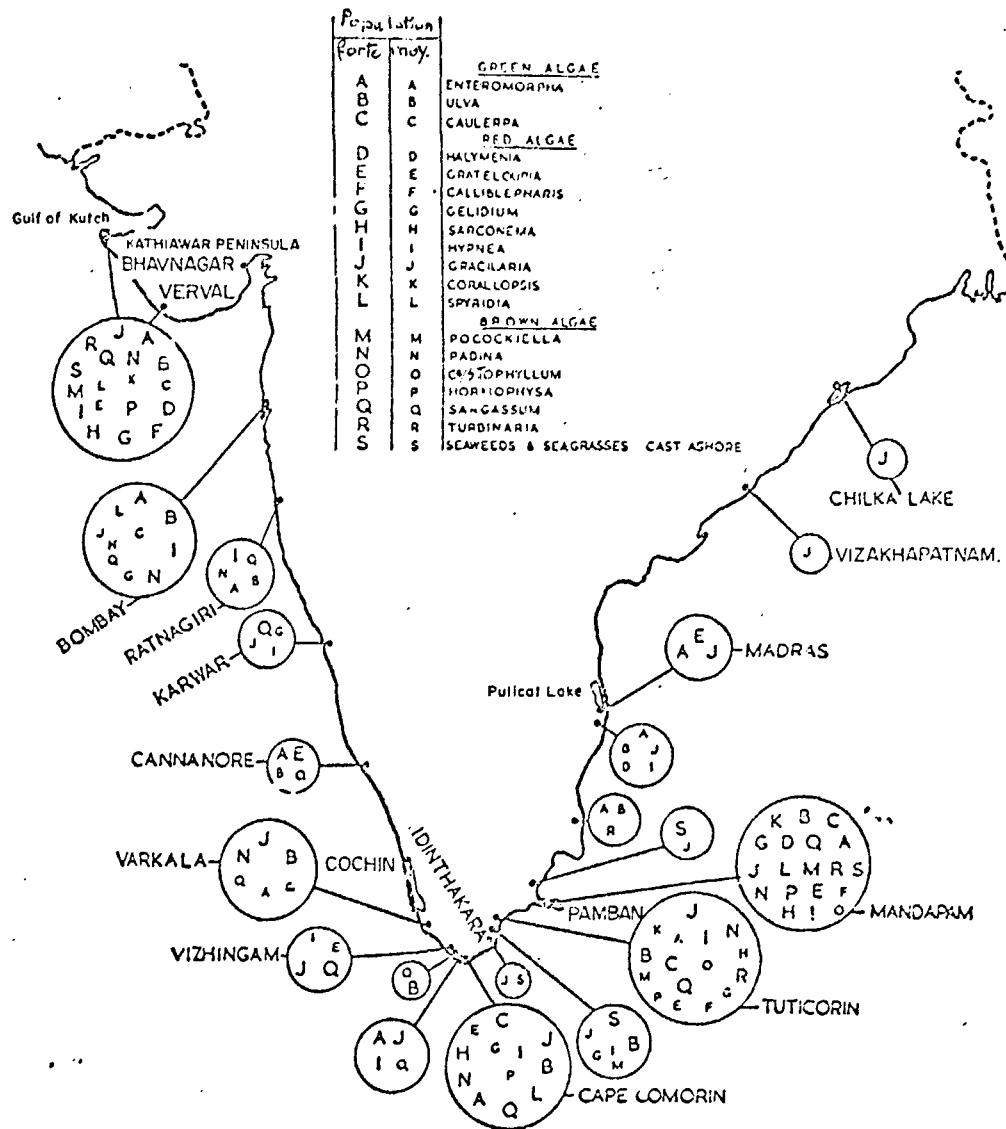 Population
forte moy.
GREEN ALGAE
A A ENTEROMORPHA
B B ULVA
C C CAULERPA
RED ALGAE
D D HALYMENIA
E E GRATELOUPIA
F F CALLIBLEPHARIS
G G GELIDIUM
H H SARCONEMA
I I HYPNEA
J J GRACILARIA
K K CORALLOPSIS
L L SPYRIDIA
BROWN ALGAE
M M POCOCKIELLA
N N PADINA
O O CYSTOPHYLLUM
P P HORMOPHYSA
Q Q SARGASSUM
R R TURBINARIA
S S SEAWEEDS & SEAGRASSES CAST ASHORE
Gulf of Kutch
KATHIAWAR PENINSULA
BHAVNAGAR
VERVAL
J A
R Q N B
S L K C
M
I E P D
H G F
A
L B
J C
N I
Q G N
BOMBAY
I Q
N A B
RATNAGIRI
Q G
J I
KARWAR
A E
B Q
CANNANORE
J
N B
Q A C
VARKALA
COCHIN
IDINTHAKARA
I E
J Q
VIZHINGAM
Q
B
J S
A J
I Q
C
E G I J
H P B
N L
A Q
CAPE COMORIN
S
J I B
G M
J
K A I N
B C O H
M Q R
P E F G
TUTICORIN
PAMBAN
K B C
G D Q A
J L M R S
N P E F
H I O
MANDAPAM
S
J
A B
R
A
B J
D I
Pulicat Lake
E
A J
MADRAS
J
VIZAKHAPATNAM.
J
CHILKA LAKE